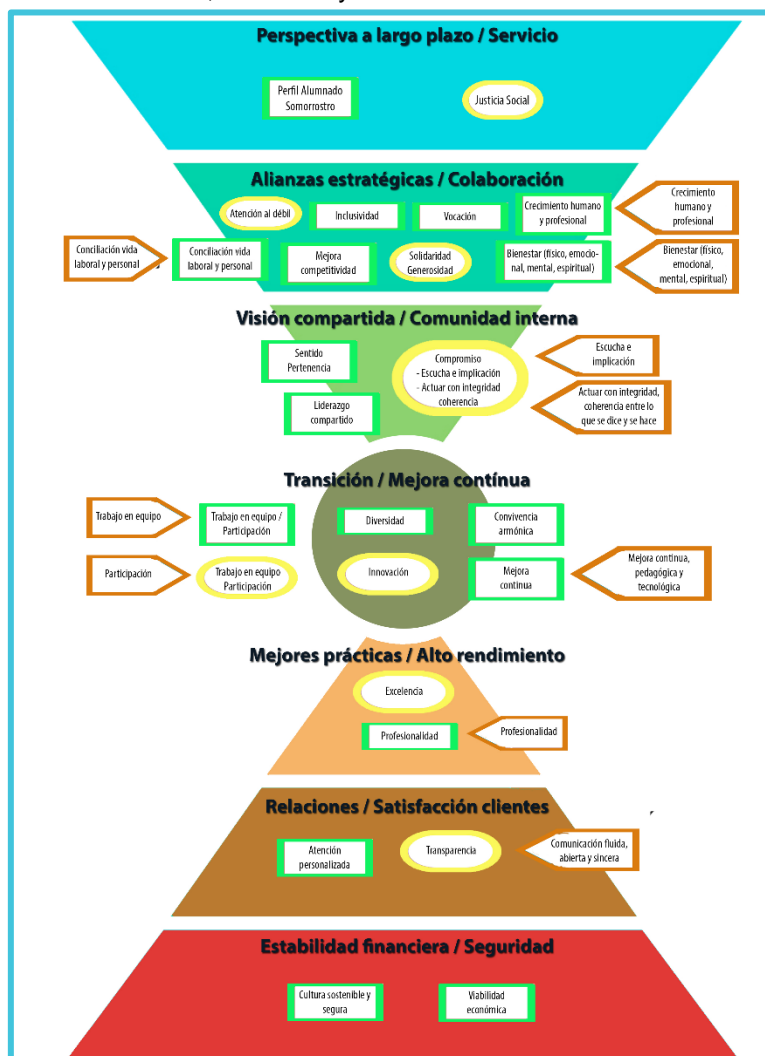 Perspectiva a largo plazo / Servicio
Perfil Alumnado
Somorrostro
Justicia Social
Alianzas estratégicas / Colaboración
Atención al débil
Inclusividad
Vocación
Crecimiento humano
y profesional
Crecimiento
humano y
profesional
Conciliación vida
laboral y personal
Conciliación vida
laboral y personal
Mejora
competitividad
Solidaridad
Generosidad
Bienestar (físico, emocio-
nal, mental, espiritual)
Bienestar (físico,
emocional,
mental, espiritual)
Visión compartida / Comunidad interna
Sentido
Pertenencia
Compromiso
- Escucha e implicación
- Actuar con integridad
coherencia
Escucha e
implicación
Liderazgo
compartido
Actuar con integridad,
coherencia entre lo
que se dice y se hace
Transición / Mejora contínua
Trabajo en equipo
Trabajo en equipo /
Participación
Diversidad
Convivencia
armónica
Participación
Trabajo en equipo
Participación
Innovación
Mejora
continua
Mejora continua,
pedagógica y
tecnológica
Mejores prácticas / Alto rendimiento
Excelencia
Profesionalidad
Profesionalidad
Relaciones / Satisfacción clientes
Atención
personalizada
Transparencia
Comunicación fluida,
abierta y sincera
Estabilidad financiera / Seguridad
Cultura sostenible y
segura
Viabilidad
económica